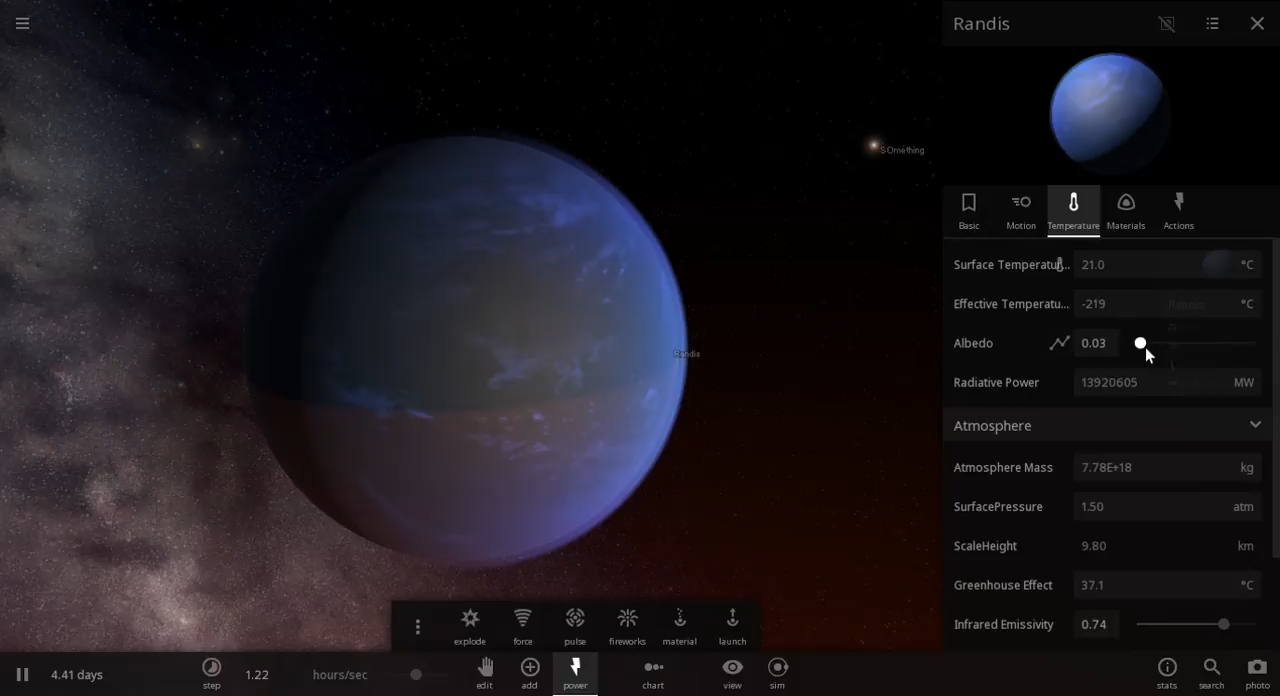 Randis
SOmething
Randis
Basic
Motion
Temperature
Materials
Actions
Surface Temperatu... 21.0 °C
Effective Temperatu... -219 °C
Albedo 0.03
Radiative Power 13920605 MW
Atmosphere
Atmosphere Mass 7.78E+18 kg
SurfacePressure 1.50 atm
ScaleHeight 9.80 km
Greenhouse Effect 37.1 °C
Infrared Emissivity 0.74
explode
force
pulse
fireworks
material
launch
4.41 days
step
1.22 hours/sec
edit
add
power
chart
view
sim
stats
search
photo